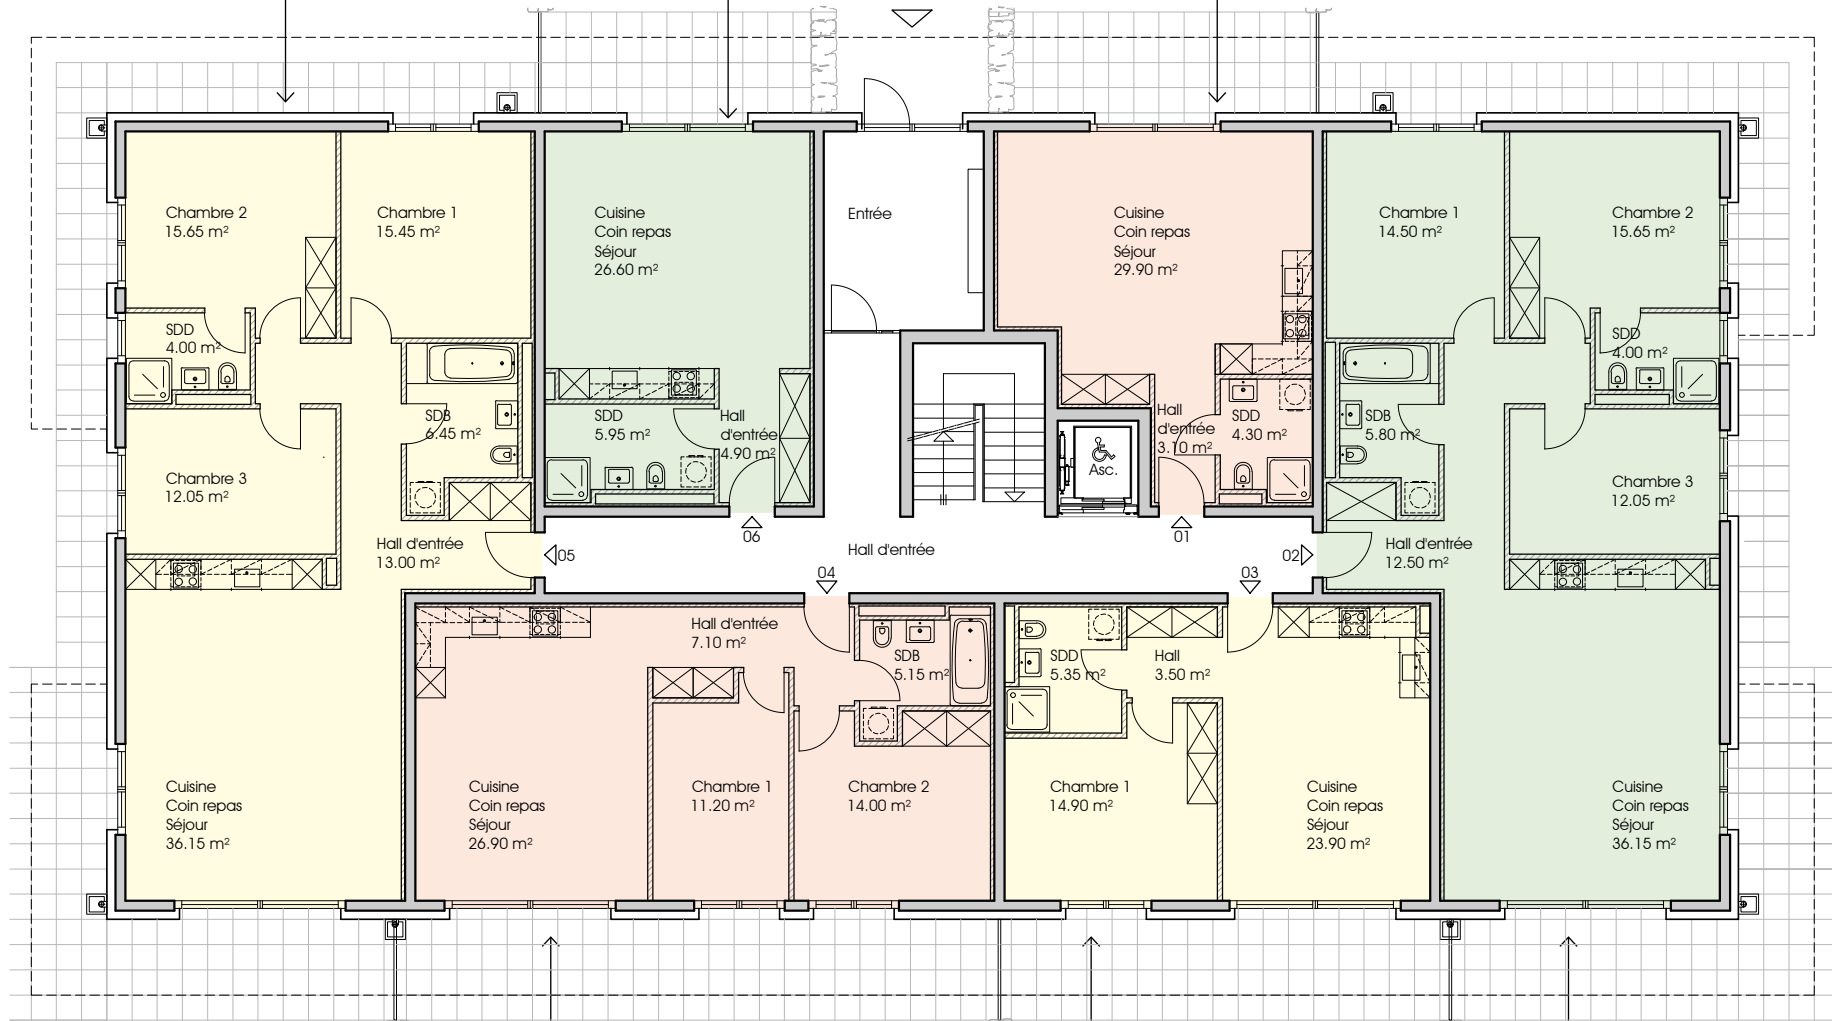 Chambre 2
15.65 m²
Chambre 1
15.45 m²
Cuisine
Coin repas
Séjour
26.60 m²
Entrée
Cuisine
Coin repas
Séjour
29.90 m²
Chambre 1
14.50 m²
Chambre 2
15.65 m²
SDD
4.00 m²
SDD
4.00 m²
SDB
6.45 m²
SDD
5.95 m²
Hall
d'entrée
4.90 m²
Hall
d'entrée
3.10 m²
SDD
4.30 m²
SDB
5.80 m²
Asc.
Chambre 3
12.05 m²
Chambre 3
12.05 m²
Hall d'entrée
13.00 m²
05
06
Hall d'entrée
01
02
Hall d'entrée
12.50 m²
04
03
Hall d'entrée
7.10 m²
SDB
5.15 m²
SDD
5.35 m²
Hall
3.50 m²
Cuisine
Coin repas
Séjour
36.15 m²
Cuisine
Coin repas
Séjour
26.90 m²
Chambre 1
11.20 m²
Chambre 2
14.00 m²
Chambre 1
14.90 m²
Cuisine
Coin repas
Séjour
23.90 m²
Cuisine
Coin repas
Séjour
36.15 m²